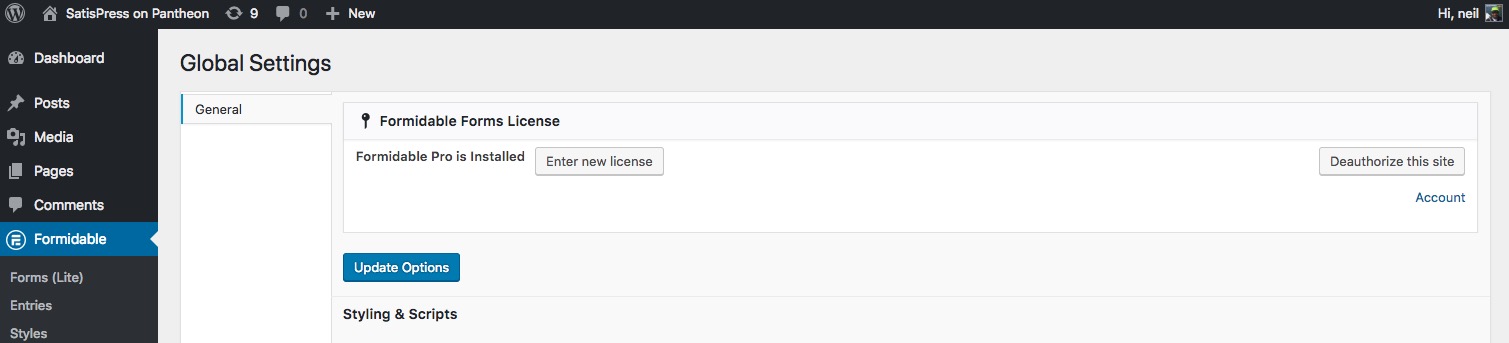 SatisPress on Pantheon 9 0 New Hi, neil
Dashboard
Posts
Media
Pages
Comments
Formidable
Forms (Lite)
Entries
Styles
Global Settings
General
Formidable Forms License
Formidable Pro is Installed Enter new license Deauthorize this site
Account
Update Options
Styling & Scripts